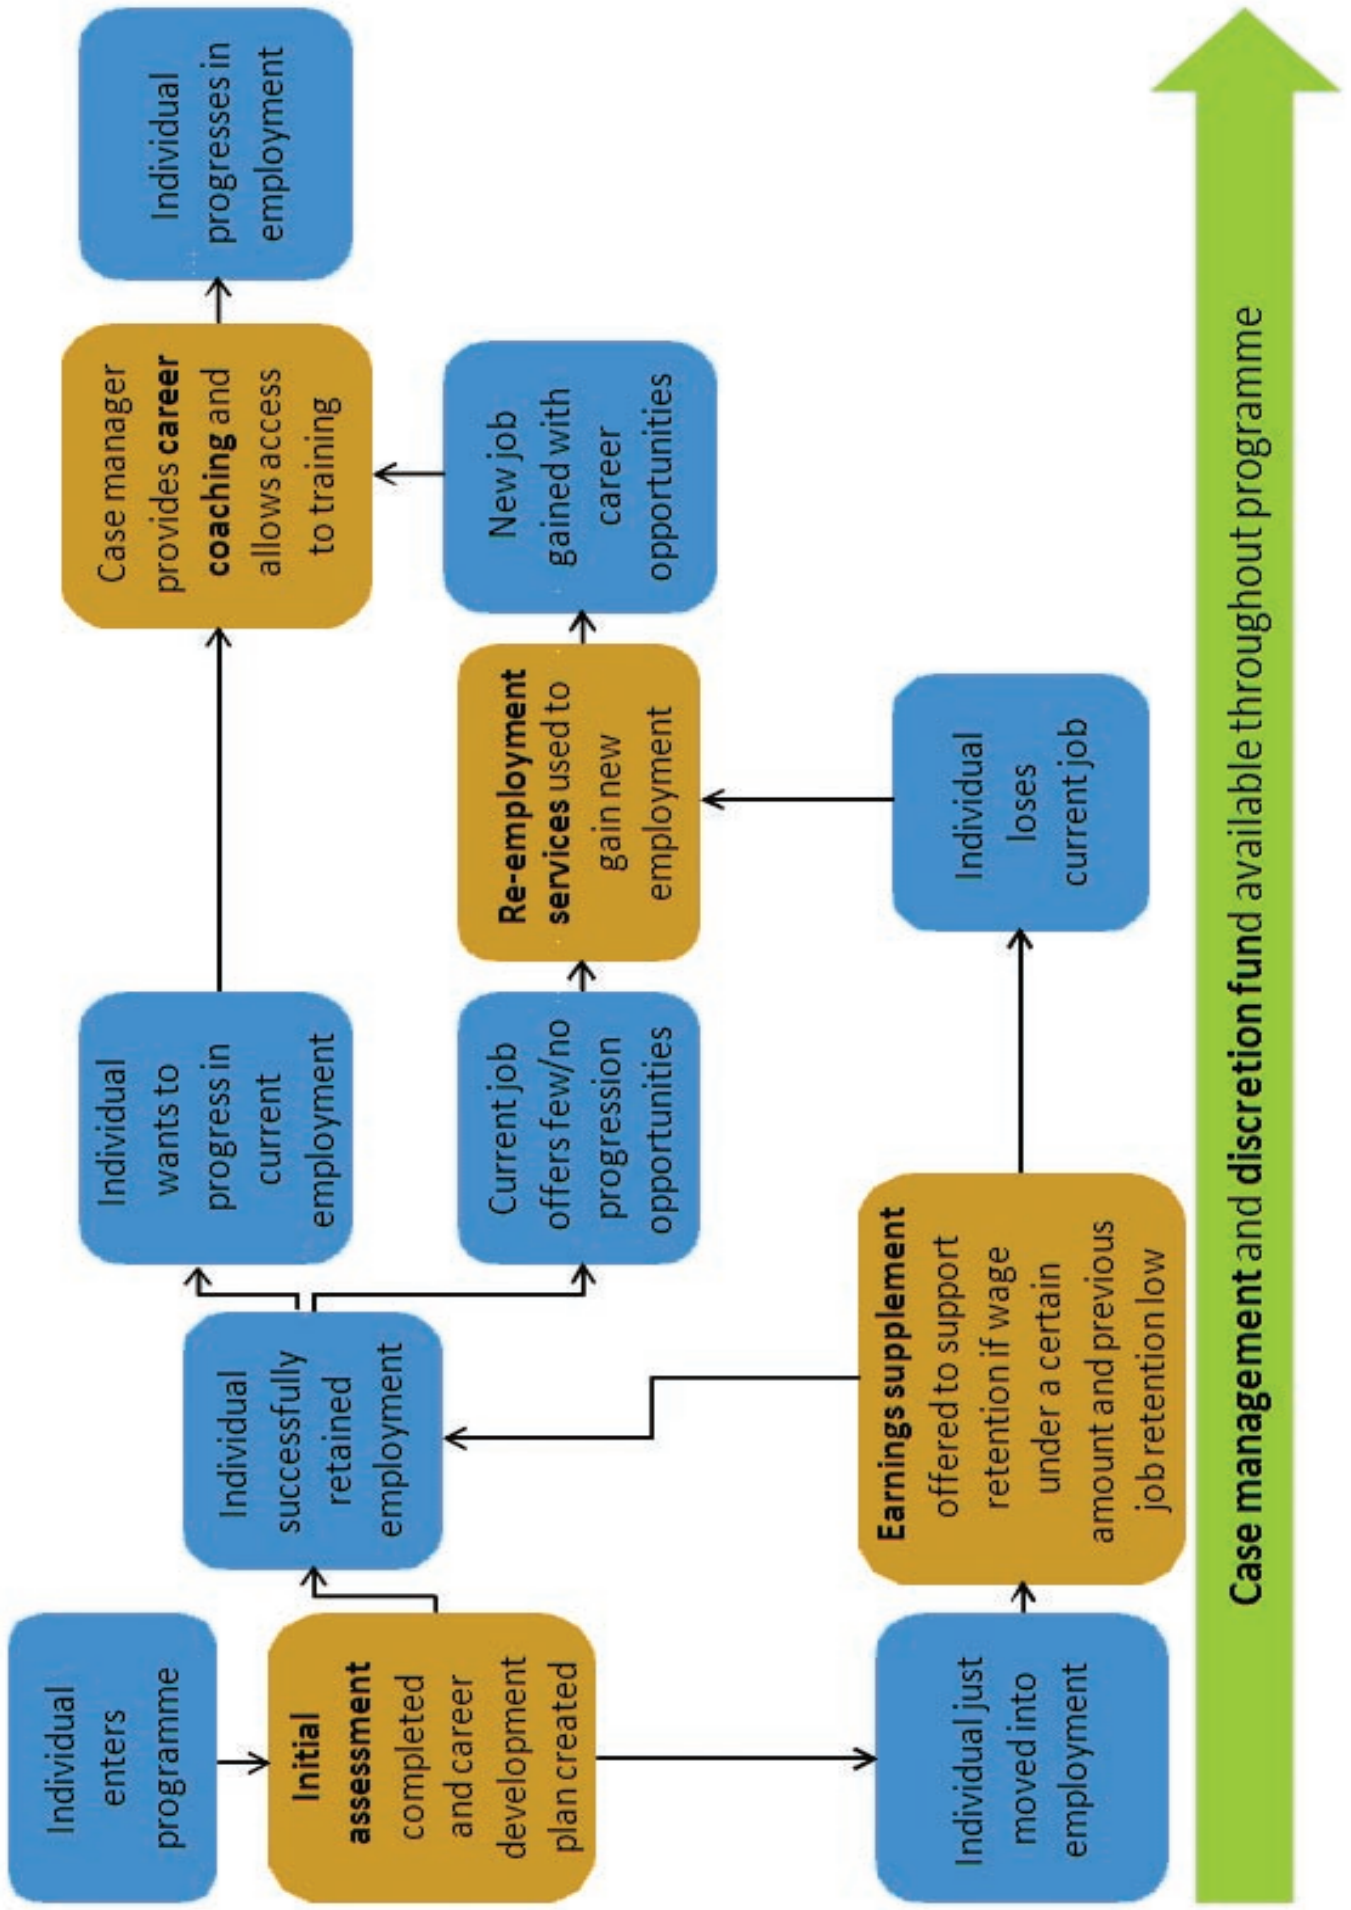 Individual
enters
programme
Initial
assessment
completed
and career
development
plan created
Individual just
moved into
employment
Individual
successfully
retained
employment
Earnings supplement
offered to support
retention if wage
under a certain
amount and previous
job retention low
Individual
wants to
progress in
current
employment
Current job
offers few/no
progression
opportunities
Re-employment
services used to
gain new
employment
Individual
loses
current job
Case manager
provides career
coaching and
allows access
to training
New job
gained with
career
opportunities
Individual
progresses in
employment
Case management and discretion fund available throughout programme